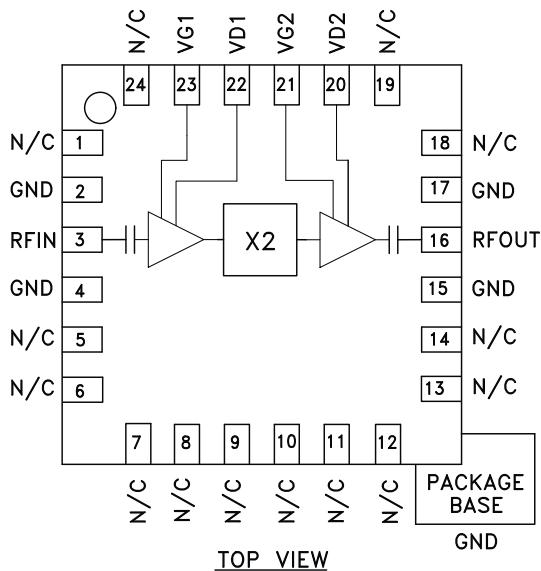 N/C VG1 VD1 VG2 VD2 N/C
24 23 22 21 20 19
N/C 1
18 N/C
GND 2
17 GND
RFIN 3
X2
16 RFOUT
GND 4
15 GND
N/C 5
14 N/C
N/C 6
13 N/C
7 8 9 10 11 12
N/C N/C N/C N/C N/C N/C
PACKAGE
BASE
GND
TOP VIEW